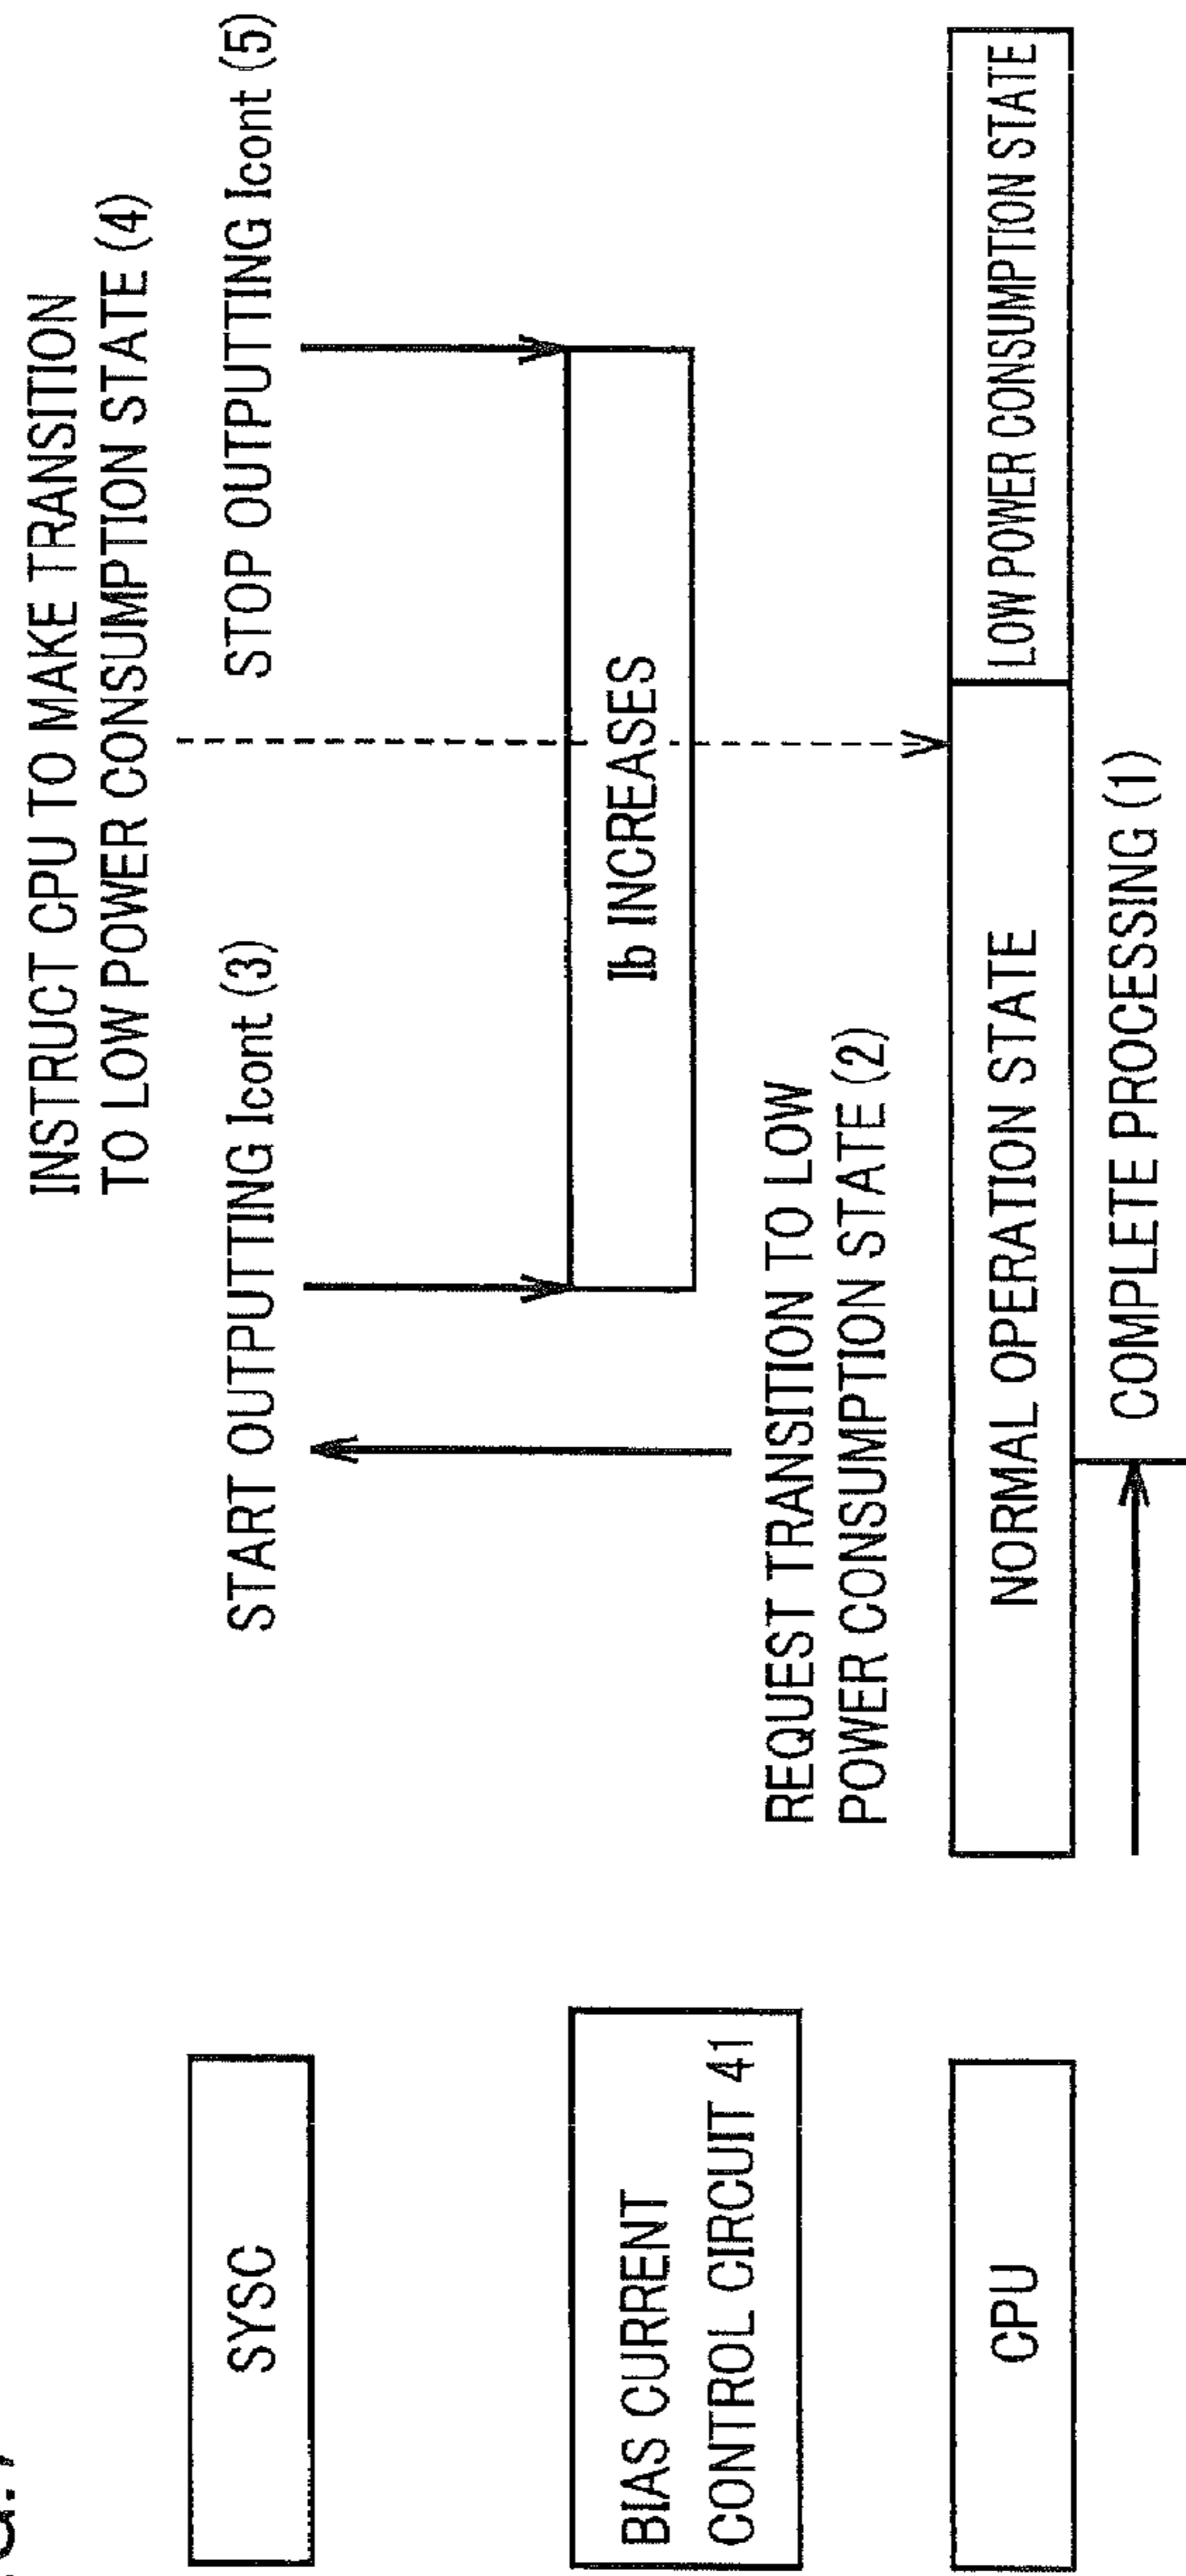 INSTRUCT CPU TO MAKE TRANSITION
TO LOW POWER CONSUMPTION STATE (4)
SYSC
START OUTPUTTING Icont (3)
STOP OUTPUTTING Icont (5)
BIAS CURRENT
CONTROL CIRCUIT 41
Ib INCREASES
REQUEST TRANSITION TO LOW
POWER CONSUMPTION STATE (2)
CPU
NORMAL OPERATION STATE
LOW POWER CONSUMPTION STATE
COMPLETE PROCESSING (1)